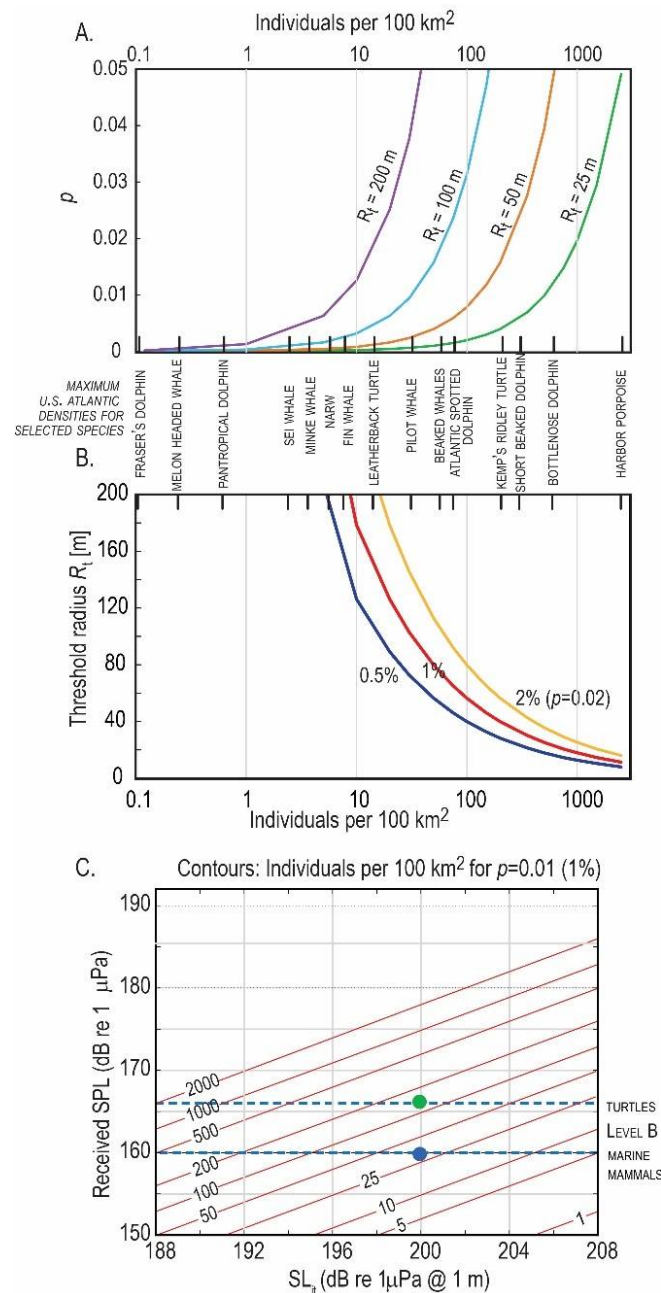 A.
Individuals per 100 km²
0.1 1 10 100 1000
0.05
0.04
0.03
0.02
0.01
0
p
Rt = 200 m
Rt = 100 m
Rt = 50 m
Rt = 25 m
MAXIMUM
U.S. ATLANTIC
DENSITIES FOR
SELECTED SPECIES
FRASER'S DOLPHIN
MELON HEADED WHALE
PANTROPICAL DOLPHIN
SEI WHALE
MINKE WHALE
NARW
FIN WHALE
LEATHERBACK TURTLE
PILOT WHALE
BEAKED WHALES
ATLANTIC SPOTTED
DOLPHIN
KEMP'S RIDLEY TURTLE
SHORT BEAKED DOLPHIN
BOTTLENOSE DOLPHIN
HARBOR PORPOISE
B.
200
160
120
80
40
0
Threshold radius Rt [m]
0.5%
1%
2% (p=0.02)
0.1 1 10 100 1000
Individuals per 100 km²
C.
Contours: Individuals per 100 km² for p=0.01 (1%)
190
180
170
160
150
Received SPL (dB re 1 µPa)
2000
1000
500
200
100
50
25
10
5
1
TURTLES
LEVEL B
MARINE
MAMMALS
188 192 196 200 204 208
SLit (dB re 1µPa @ 1 m)